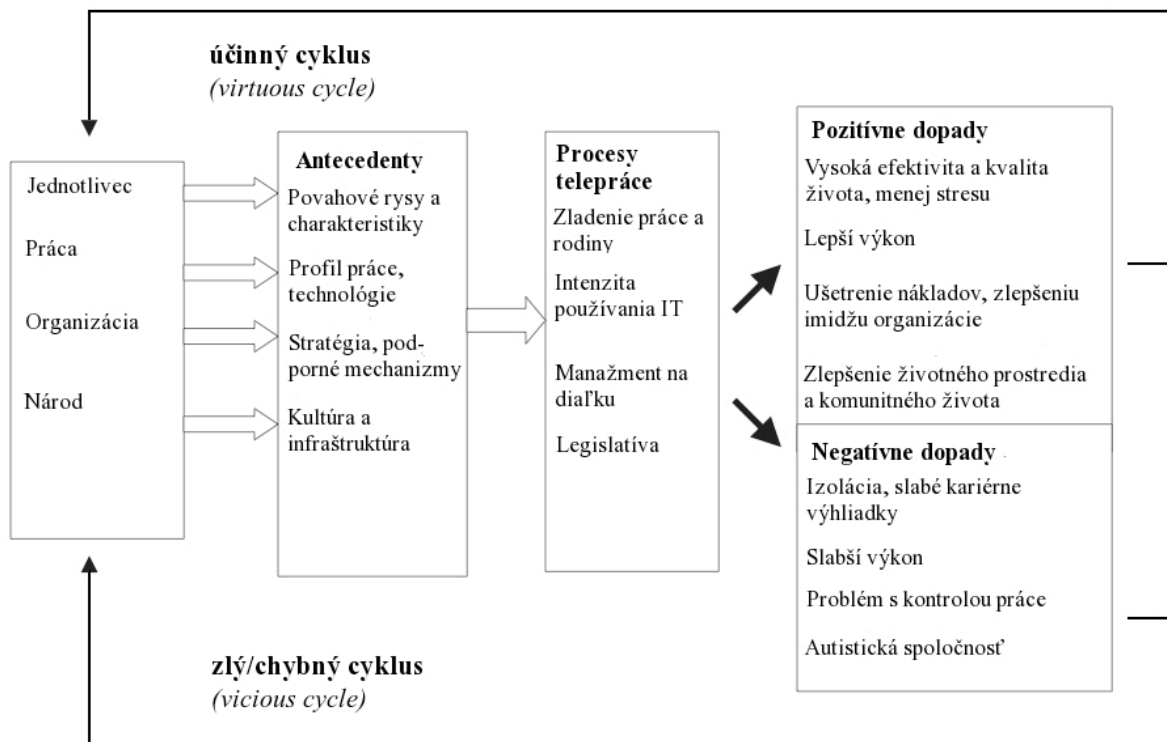 účinný cyklus
(virtuous cycle)
Jednotlivec
Práca
Organizácia
Národ
Antecedenty
Povahové rysy a
charakteristiky
Profil práce,
technológie
Stratégia, pod-
porné mechanizmy
Kultúra a
infraštruktúra
Procesy
telepráce
Zladenie práce a
rodiny
Intenzita
používania IT
Manažment na
diaľku
Legislatíva
Pozitívne dopady
Vysoká efektivita a kvalita
života, menej stresu
Lepší výkon
Ušetrenie nákladov, zlepšeniu
imidžu organizácie
Zlepšenie životného prostredia
a komunitného života
Negatívne dopady
Izolácia, slabé kariérne
výhliadky
Slabší výkon
Problém s kontrolou práce
Autistická spoločnosť
zlý/chybný cyklus
(vicious cycle)